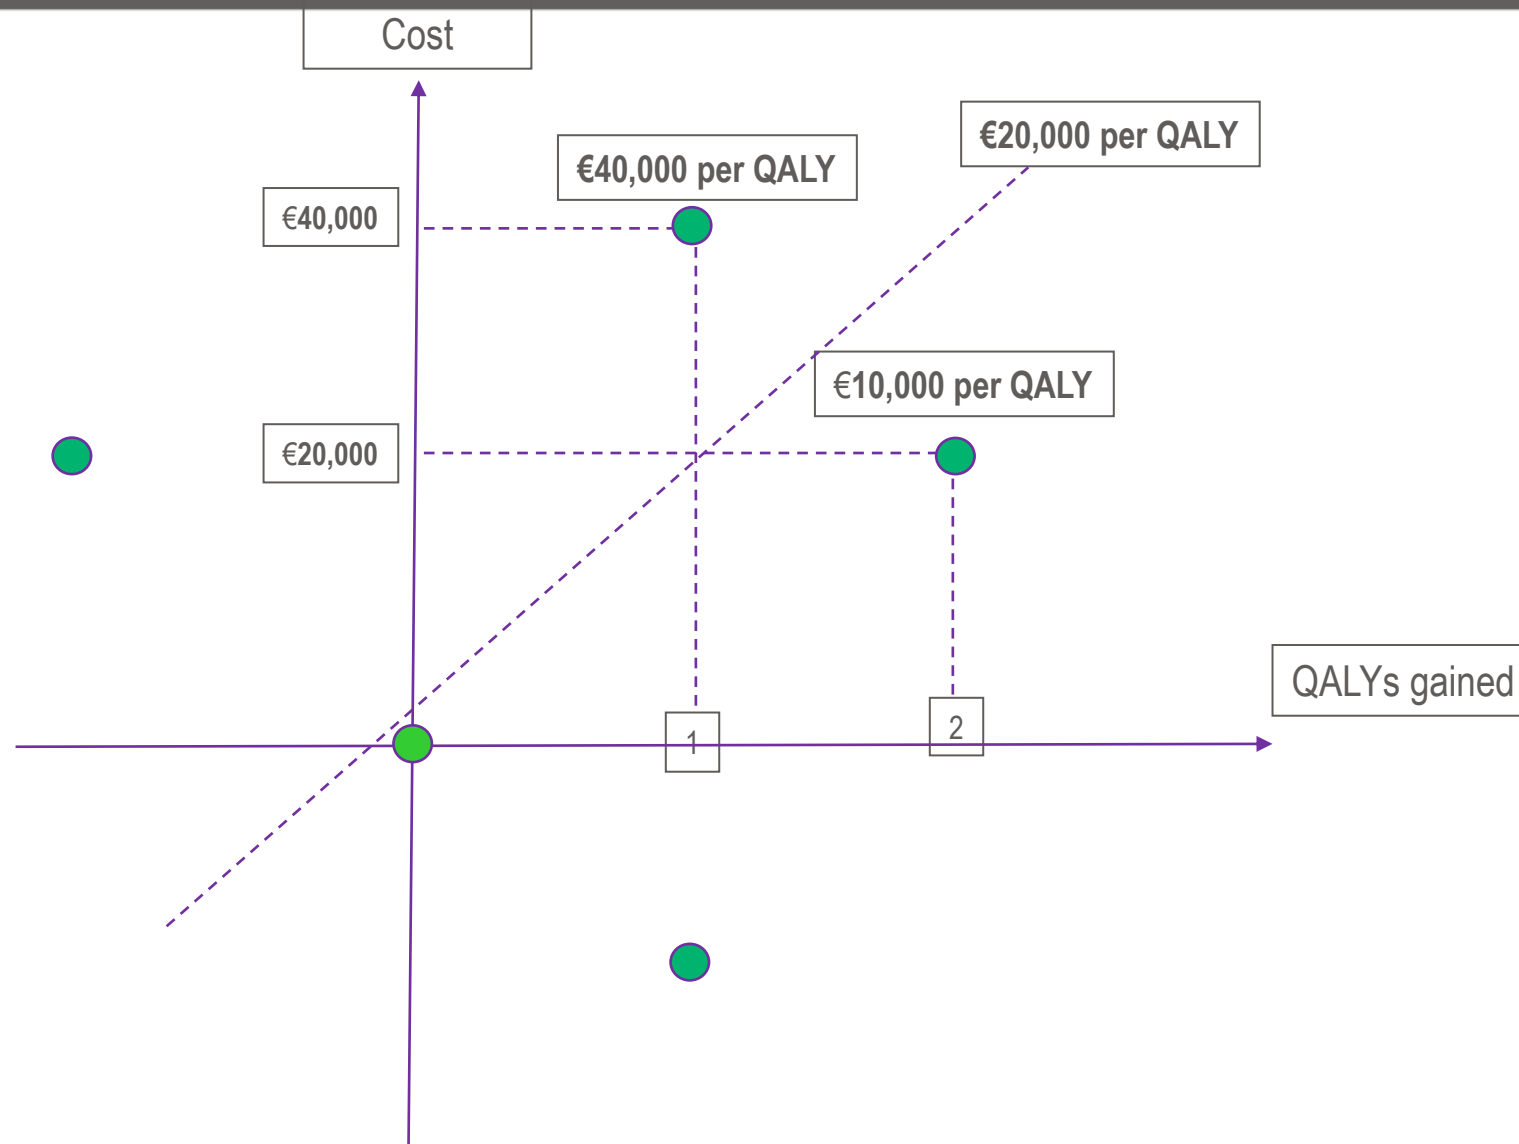 Cost
€20,000 per QALY
€40,000 per QALY
€40,000
€10,000 per QALY
€20,000
QALYs gained
1
2